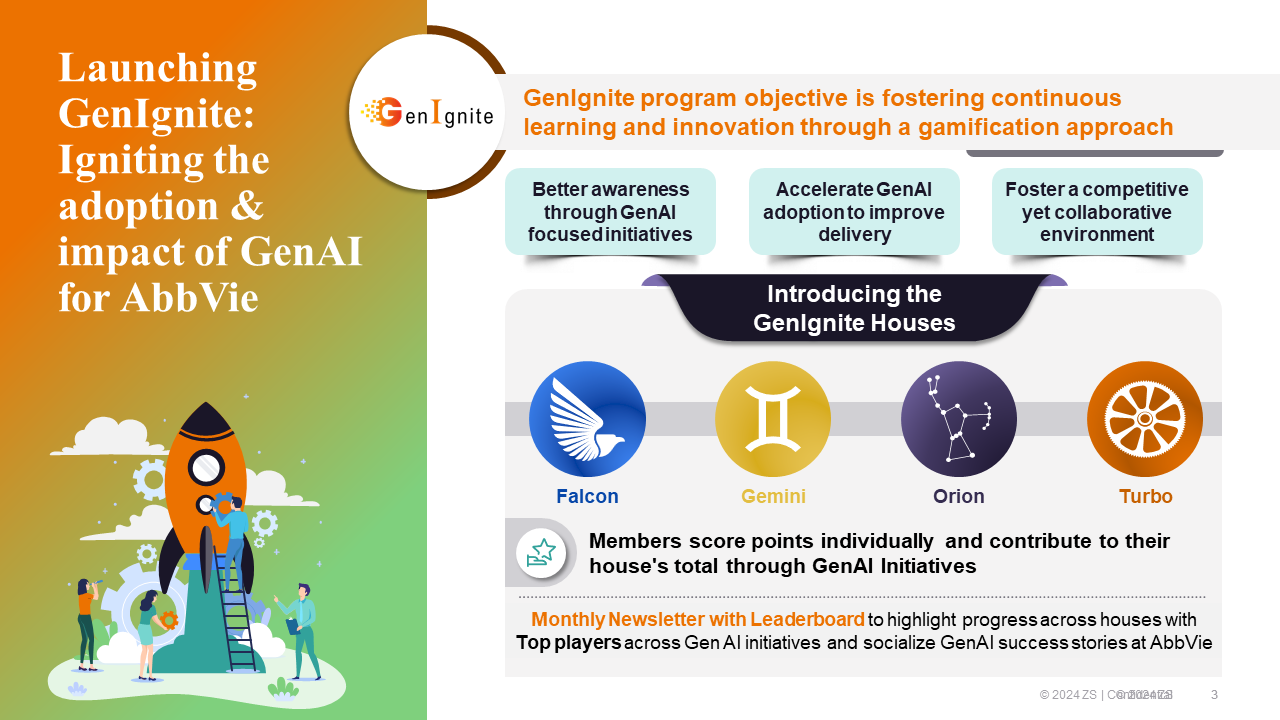 Launching
GenIgnite:
Igniting the
adoption &
impact of GenAI
for AbbVie
GenIgnite
GenIgnite program objective is fostering continuous
learning and innovation through a gamification approach
Better awareness
through GenAI
focused initiatives
Accelerate GenAI
adoption to improve
delivery
Foster a competitive
yet collaborative
environment
Introducing the
GenIgnite Houses
Falcon
Gemini
Orion
Turbo
Members score points individually and contribute to their
house's total through GenAI Initiatives
Monthly Newsletter with Leaderboard to highlight progress across houses with
Top players across Gen AI initiatives and socialize GenAI success stories at AbbVie
© 2024 ZS | Confidential
© 2024 ZS
3